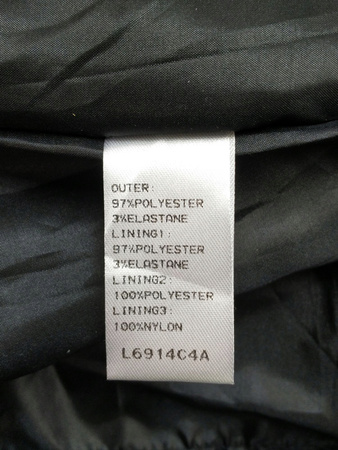 OUTER:
97%POLYESTER
3%ELASTANE
LINING1:
97%POLYESTER
3%ELASTANE
LINING2:
100%POLYESTER
LINING3:
100%NYLON
L6914C4A